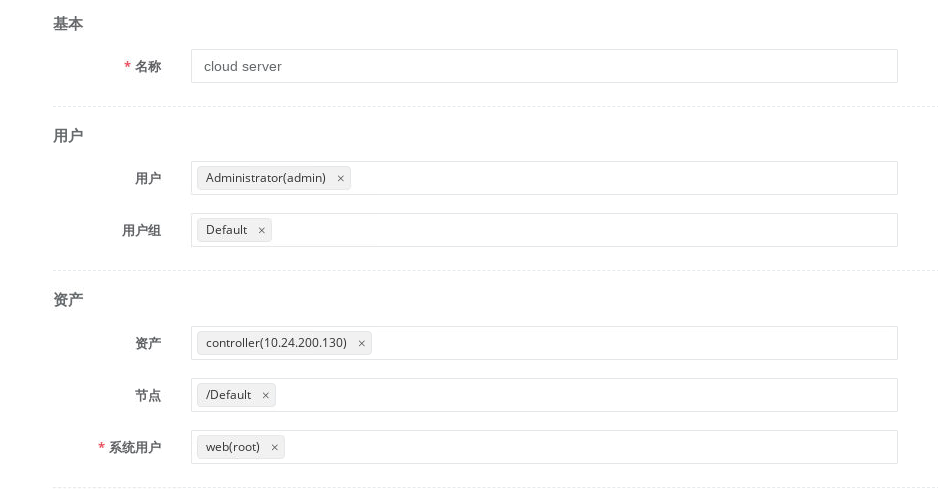 基本
* 名称 cloud server
用户
用户 Administrator(admin) ×
用户组 Default ×
资产
资产 controller(10.24.200.130) ×
节点 /Default ×
* 系统用户 web(root) ×